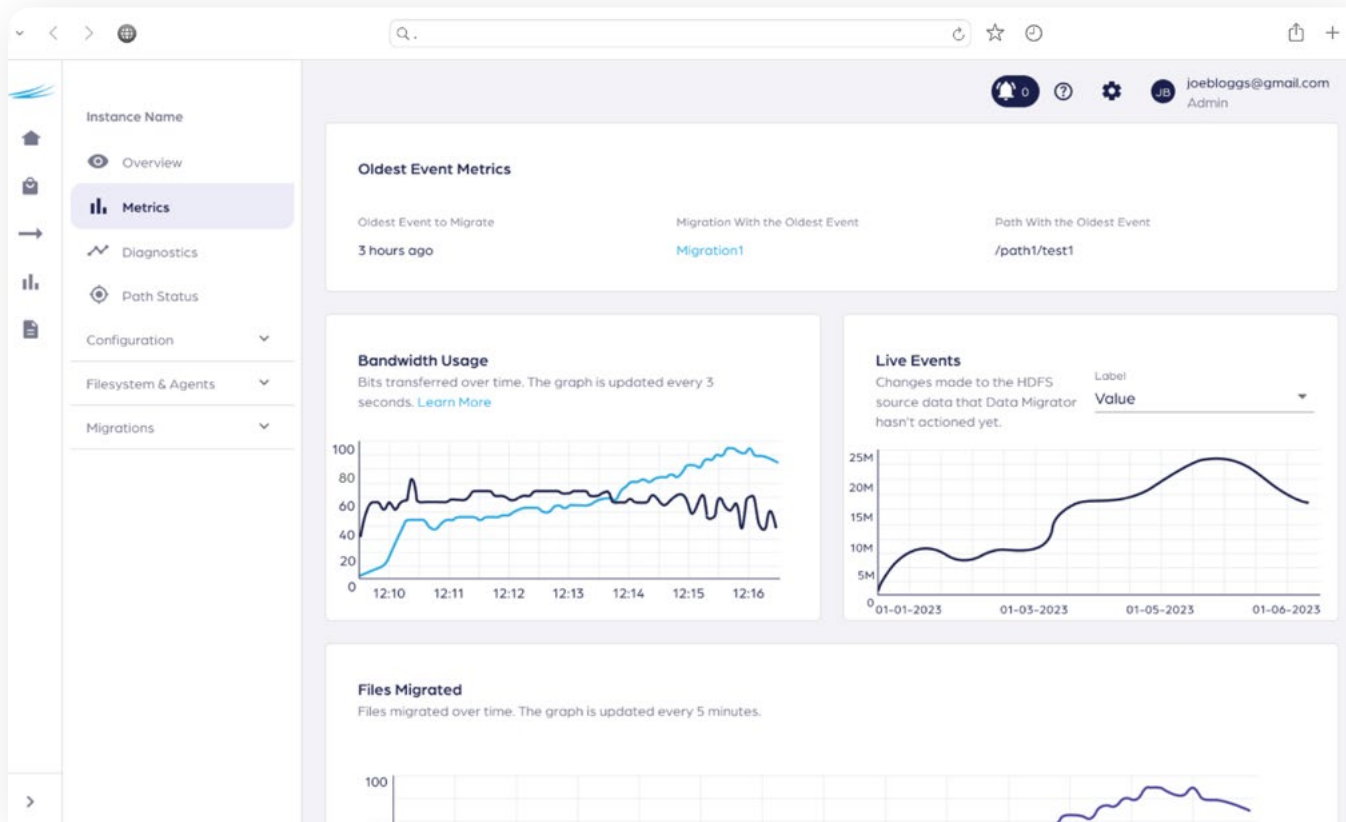 .
0
joebloggs@gmail.com
JB
Admin
Instance Name
Overview
Metrics
Diagnostics
Path Status
Configuration
Filesystem & Agents
Migrations
Oldest Event Metrics
Oldest Event to Migrate
3 hours ago
Migration With the Oldest Event
Migration1
Path With the Oldest Event
/path1/test1
Bandwidth Usage
Bits transferred over time. The graph is updated every 3
seconds. Learn More
100
80
60
40
20
0
12:10 12:11 12:12 12:13 12:14 12:15 12:16
Live Events
Changes made to the HDFS
source data that Data Migrator
hasn't actioned yet.
Label
Value
25M
20M
15M
10M
5M
0
01-01-2023 01-03-2023 01-05-2023 01-06-2023
Files Migrated
Files migrated over time. The graph is updated every 5 minutes.
100